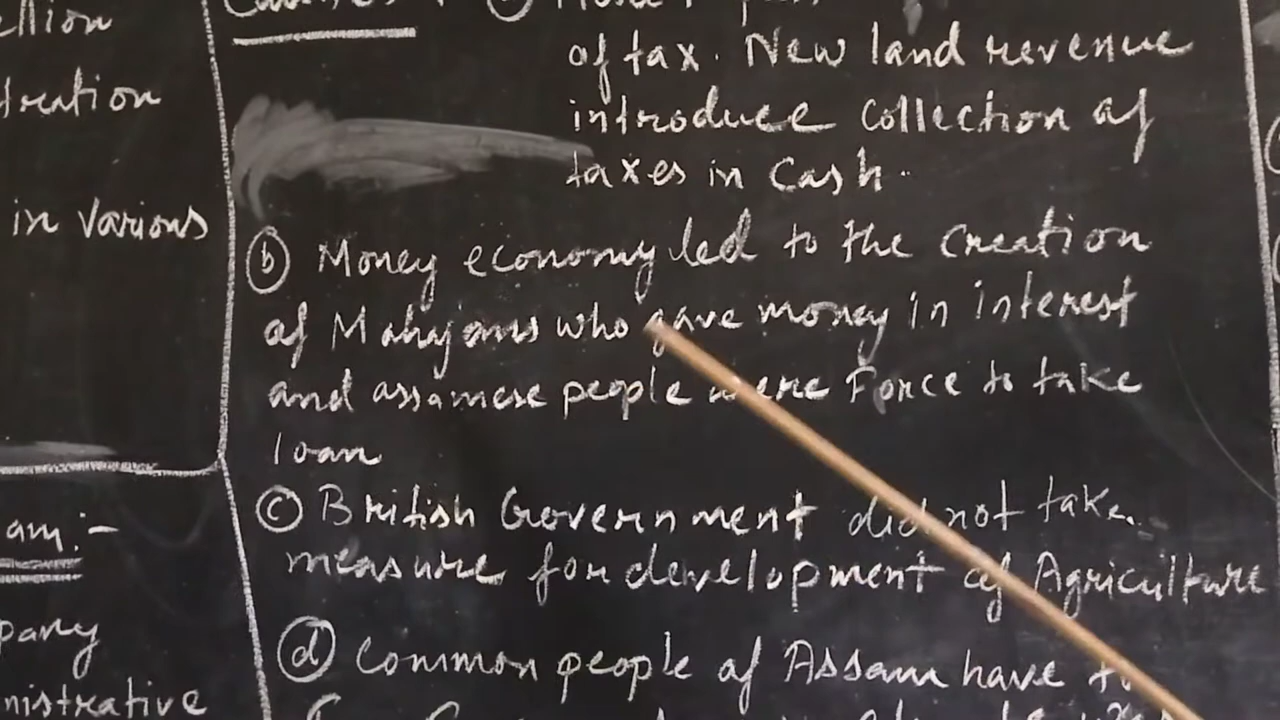 ellion
tration
in various
am:-
pany
nistrative
Causes :
of tax. New land revenue
introduce collection of
taxes in cash.
(b) Money economy led to the creation
of Mahajans who gave money in interest
and assamese people were Force to take
loan
(c) British Government did not take
measure for development of Agriculture
(d) Common people of Assam have to